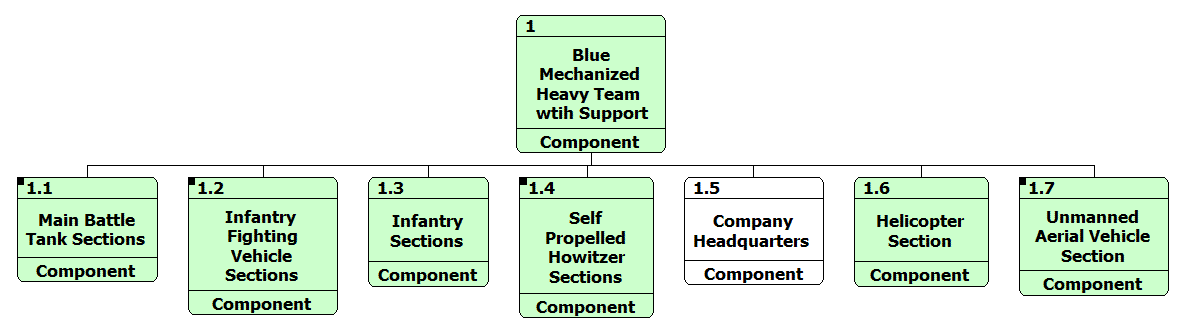 1
Blue
Mechanized
Heavy Team
wtih Support
Component
1.1
Main Battle
Tank Sections
Component
1.2
Infantry
Fighting
Vehicle
Sections
Component
1.3
Infantry
Sections
Component
1.4
Self
Propelled
Howitzer
Sections
Component
1.5
Company
Headquarters
Component
1.6
Helicopter
Section
Component
1.7
Unmanned
Aerial Vehicle
Section
Component